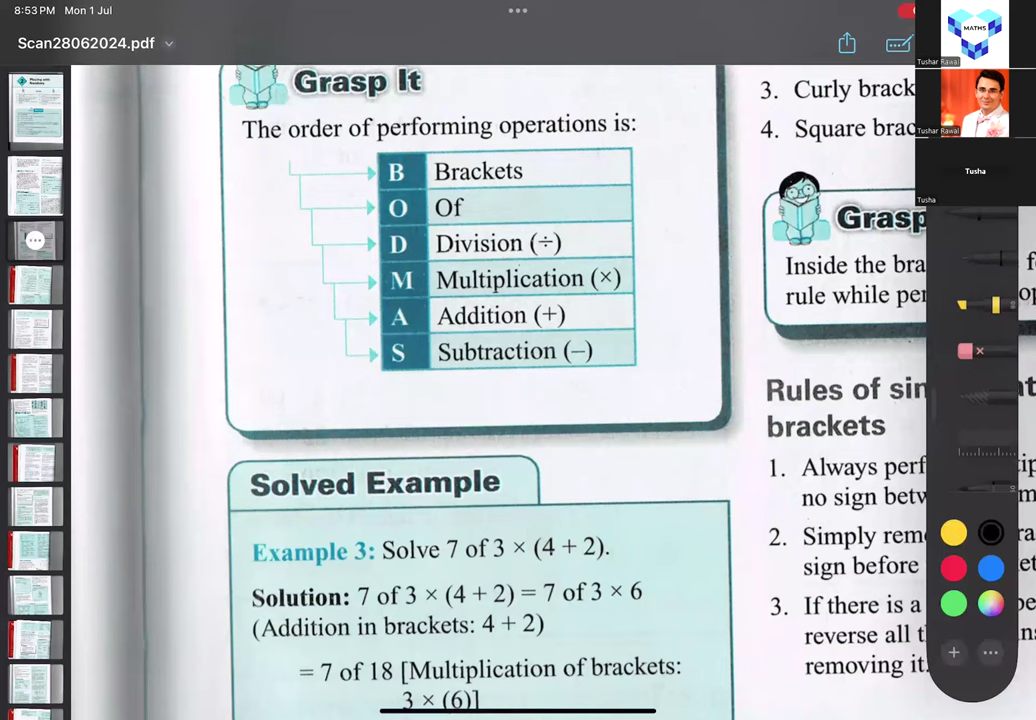 8:53 PM Mon 1 Jul
Scan28062024.pdf
MATHS
Tushar Rawal
Tushar Rawal
Tusha
Tusha
Grasp It
The order of performing operations is:
B Brackets
O Of
D Division (÷)
M Multiplication (×)
A Addition (+)
S Subtraction (–)
Solved Example
Example 3: Solve 7 of 3 × (4 + 2).
Solution: 7 of 3 × (4 + 2) = 7 of 3 × 6
(Addition in brackets: 4 + 2)
= 7 of 18 [Multiplication of brackets:
3 × (6)]
3. Curly brack
4. Square brac
Grasp
Inside the bra
rule while per
Rules of sin
brackets
1. Always perf
no sign betw
2. Simply rem
sign before
3. If there is a
reverse all t
removing it.